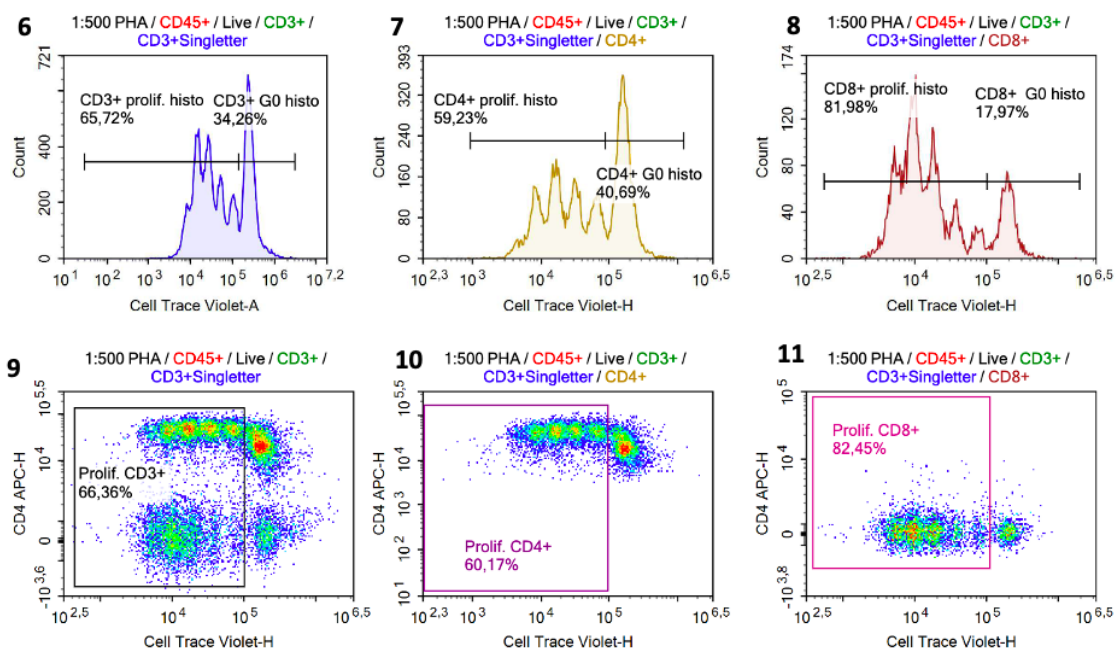 6
1:500 PHA / CD45+ / Live / CD3+ /
CD3+Singletter
721
400
200
0
Count
CD3+ prolif. histo
65,72%
CD3+ G0 histo
34,26%
10^1 10^2 10^3 10^4 10^5 10^6 10^7,2
Cell Trace Violet-A
7
1:500 PHA / CD45+ / Live / CD3+ /
CD3+Singletter / CD4+
393
320
240
160
80
0
Count
CD4+ prolif. histo
59,23%
CD4+ G0 histo
40,69%
10^2,3 10^3 10^4 10^5 10^6,5
Cell Trace Violet-H
8
1:500 PHA / CD45+ / Live / CD3+ /
CD3+Singletter / CD8+
174
120
80
40
0
Count
CD8+ prolif. histo
81,98%
CD8+ G0 histo
17,97%
10^2,5 10^4 10^5 10^6,5
Cell Trace Violet-H
9
1:500 PHA / CD45+ / Live / CD3+ /
CD3+Singletter
10^5,5
10^4
0
-10^3,6
CD4 APC-H
Prolif. CD3+
66,36%
10^2,5 10^4 10^5 10^6,5
Cell Trace Violet-H
10
1:500 PHA / CD45+ / Live / CD3+ /
CD3+Singletter / CD4+
10^5,5
10^4
10^3
10^2
10^1
CD4 APC-H
Prolif. CD4+
60,17%
10^2,3 10^3 10^4 10^5 10^6,5
Cell Trace Violet-H
11
1:500 PHA / CD45+ / Live / CD3+ /
CD3+Singletter / CD8+
10^5
10^4
0
-10^3,8
CD4 APC-H
Prolif. CD8+
82,45%
10^2,5 10^4 10^5 10^6,5
Cell Trace Violet-H